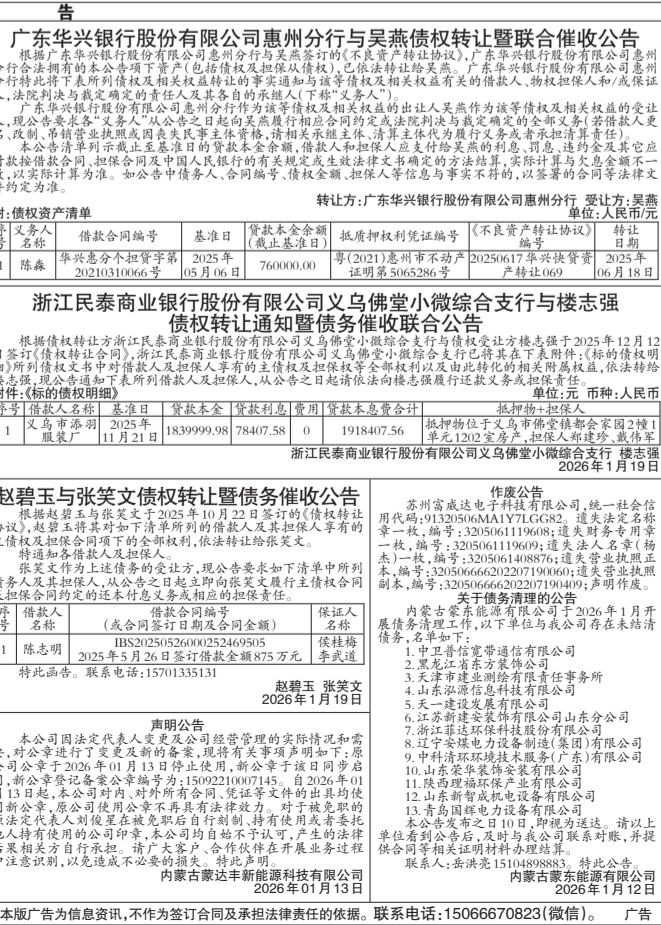 告
广东华兴银行股份有限公司惠州分行与吴燕债权转让暨联合催收公告
根据广东华兴银行股份有限公司惠州分行与吴燕签订的《不良资产转让协议》,广东华兴银行股份有限公司惠州
分行合法拥有的本公告项下资产(包括债权及担保从债权),已依法转让给吴燕。广东华兴银行股份有限公司惠州
分行特此将下表所列债权及相关权益转让的事实通知与该等债权及相关权益有关的借款人、物权担保人和/或保证
人,法院判决与裁定确定的责任人及其各自的承继人(下称“义务人”)。
广东华兴银行股份有限公司惠州分行作为该等债权及相关权益的出让人吴燕作为该等债权及相关权益的受让
人,现公告要求各“义务人”从公告之日起向吴燕履行相应合同约定或法院判决与裁定确定的全部义务(若借款人更
名、改制、吊销营业执照或因丧失民事主体资格,请相关承继主体、清算主体代为履行义务或者承担清算责任)。
本公告清单列示截止至基准日的贷款本金余额,借款人和担保人应支付给吴燕的利息、罚息、违约金及其它应
付款按借款合同、担保合同及中国人民银行的有关规定或生效法律文书确定的方法结算,实际计算与欠息金额不一
致,以实际计算为准。如公告中债务人、合同编号、债权金额、担保人等信息与事实不符的,以签署的合同等法律文
件约定为准。
转让方:广东华兴银行股份有限公司惠州分行 受让方:吴燕
附:债权资产清单 单位:人民币/元
序号 义务人名称 借款合同编号 基准日 贷款本金余额(截止基准日) 抵质押权利凭证编号 《不良资产转让协议》编号 转让日期
1 陈淼 华兴惠分个担贷字第20210310066号 2025年05月06日 760000.00 粤(2021)惠州市不动产证明第5065286号 20250617华兴快贷资产转让069 2025年06月18日
浙江民泰商业银行股份有限公司义乌佛堂小微综合支行与楼志强
债权转让通知暨债务催收联合公告
根据债权转让方浙江民泰商业银行股份有限公司义乌佛堂小微综合支行与债权受让方楼志强于2025年12月12
日签订《债权转让合同》,浙江民泰商业银行股份有限公司义乌佛堂小微综合支行已将其在下表附件:《标的债权明
细》所列债权文书中对借款人及担保人享有的主债权及担保权等全部权利以及由此转化的相关附属权益,依法转给
楼志强,现公告通知下表所列借款人及担保人,从公告之日起请依法向楼志强履行还款义务或担保责任。
附件:《标的债权明细》 单位:元 币种:人民币
序号 借款人名称 基准日 贷款本金 贷款利息 费用 贷款本息费合计 抵押物+担保人
1 义乌市添羽服装厂 2025年11月21日 1839999.98 78407.58 0 1918407.56 抵押物位于义乌市佛堂镇都会家园2幢1单元1202室房产,担保人郑建珍、戴伟军
浙江民泰商业银行股份有限公司义乌佛堂小微综合支行 楼志强
2026年1月19日
赵碧玉与张笑文债权转让暨债务催收公告
根据赵碧玉与张笑文于2025年10月22日签订的《债权转让
协议》,赵碧玉将其对如下清单所列的借款人及其担保人享有的
主债权及担保合同项下的全部权利,依法转让给张笑文。
特通知各借款人及担保人。
张笑文作为上述债务的受让方,现公告要求如下清单中所列
债务人及其担保人,从公告之日起立即向张笑文履行主债权合同
及担保合同约定的还本付息义务或相应的担保责任。
序号 借款人名称 借款合同编号(或合同签订日期及合同金额) 保证人名称
1 陈志明 IBS20250526000252469505 2025年5月26日签订借款金额875万元 侯桂梅 李武道
特此函告。联系电话:15701335131
赵碧玉 张笑文
2026年1月19日
声明公告
本公司因法定代表人变更及公司经营管理的实际情况和需
要,对公章进行了变更及新的备案,现将有关事项声明如下:原
公司公章于2026年01月13日停止使用,新公章于该日同步启
用,新公章登记备案公章编号为:15092210007145。自2026年01
月13日起,本公司对内、对外所有合同、凭证等文件的出具均使
用新公章,原公司使用公章不再具有法律效力。对于被免职的
原法定代表人刘俊星在被免职后自行刻制、持有使用或者委托
他人持有使用的公司印章,本公司均自始不予认可,产生的法律
后果相关方自行承担。请广大客户、合作伙伴在开展业务过程
中注意识别,以免造成不必要的损失。特此声明。
内蒙古蒙达丰新能源科技有限公司
2026年01月13日
作废公告
苏州富威达电子科技有限公司,统一社会信
用代码:91320506MA1Y7LGG82。遗失法定名称
章一枚,编号:3205061119608;遗失财务专用章
一枚,编号:3205061119609;遗失法人名章(杨
杰)一枚,编号:3205061408876;遗失营业执照正
本,编号:320506666202207190060;遗失营业执照
副本,编号:320506666202207190409;声明作废。
关于债务清理的公告
内蒙古蒙东能源有限公司于2026年1月开
展债务清理工作,以下单位与我公司存在未结清
债务,名单如下:
1.中卫普信宽带通信有限公司
2.黑龙江省东方装饰公司
3.天津市建业测绘有限责任事务所
4.山东泓源信息科技有限公司
5.天一建设发展有限公司
6.江苏新建安装饰有限公司山东分公司
7.浙江菲达环保科技股份有限公司
8.辽宁安煤电力设备制造(集团)有限公司
9.中科清环环境技术服务(广东)有限公司
10.山东荣华装饰安装有限公司
11.陕西理福环保产业有限公司
12.山东新智成机电设备有限公司
13.青岛国辉电力设备有限公司
本公告发布之日10日,即视为送达。请以上
单位看到公告后,及时与我公司联系对账,并提
供合同等相关证明材料办理结算。
联系人:岳洪亮15104898883。特此公告。
内蒙古蒙东能源有限公司
2026年1月12日
本版广告为信息资讯,不作为签订合同及承担法律责任的依据。联系电话:15066670823(微信)。 广告